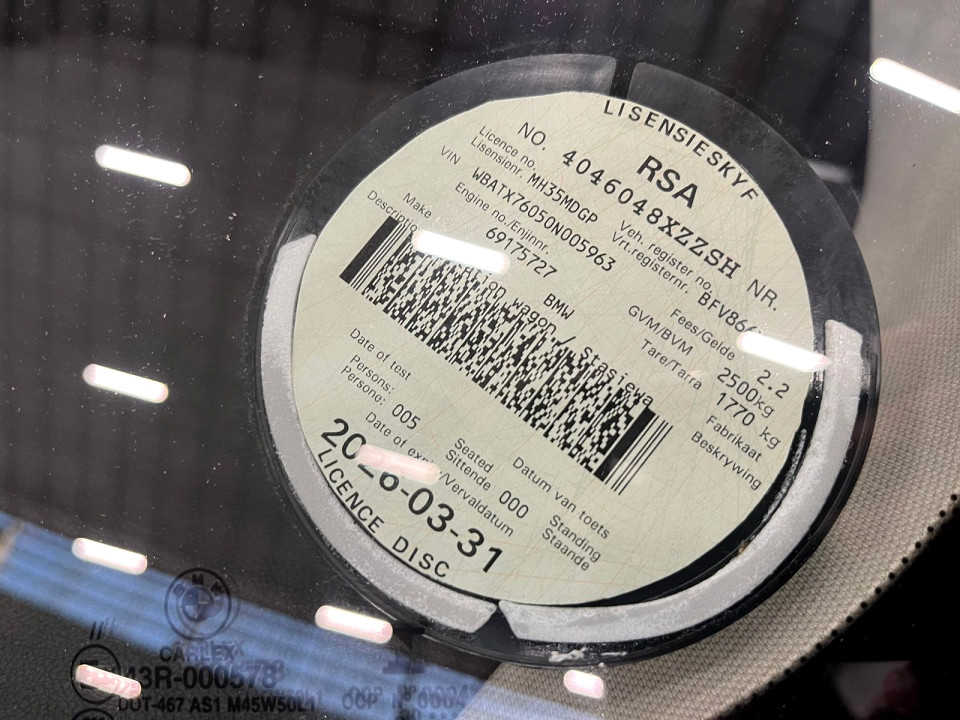 LISENSIESKYF
RSA
NO. 4046048XZZSH NR.
Licence no. MH35MDGP Veh. register no.
Lisensienr. Vrt.registernr.
VIN WBATX76050N005963 Fees/Gelde 2.2
Engine no./Enjinnr. GVM/BVM 2500kg
69175727 Tare/Tarra 1770 kg
Make BMW Fabrikaat
station wagon / Stasiewa Beskrywing
Date of test Datum van toets
Persons: 005 Seated 000 Standing
Persone: Sittende Staande
Date of expiry/Vervaldatum
2026-03-31
LICENCE DISC
43R-000578
DOT-467 AS1 M45W50L1